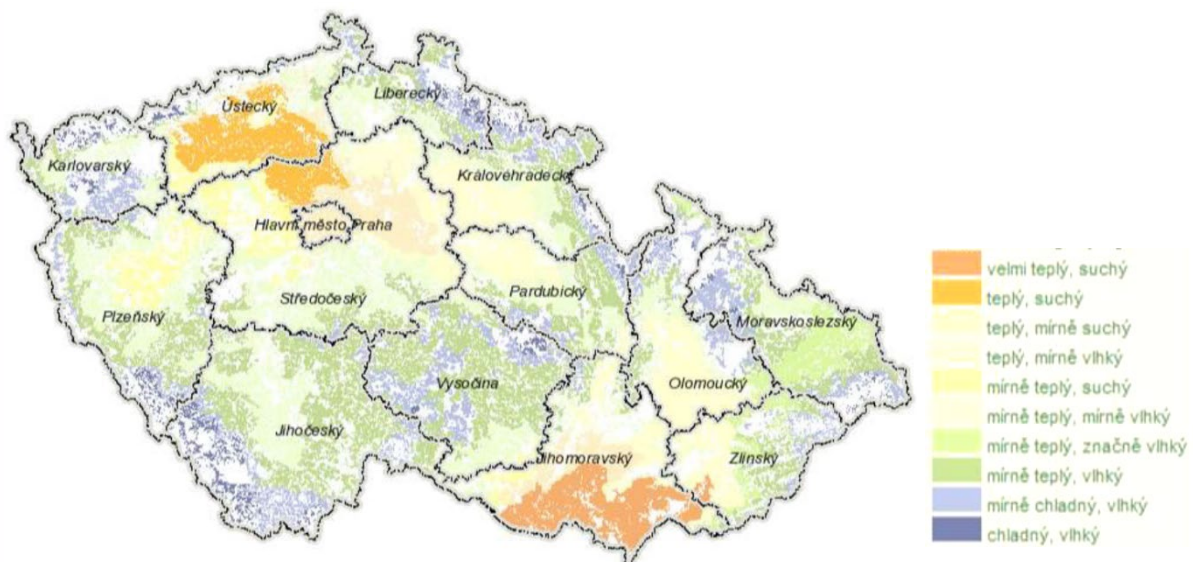 Ústecký
Liberecký
Karlovarský
Královéhradecký
Hlavní město Praha
Středočeský
Pardubický
Plzeňský
Moravskoslezský
Vysočina
Olomoucký
Jihočeský
Jihomoravský
Zlínský
velmi teplý, suchý
teplý, suchý
teplý, mírně suchý
teplý, mírně vlhký
mírně teplý, suchý
mírně teplý, mírně vlhký
mírně teplý, značně vlhký
mírně teplý, vlhký
mírně chladný, vlhký
chladný, vlhký